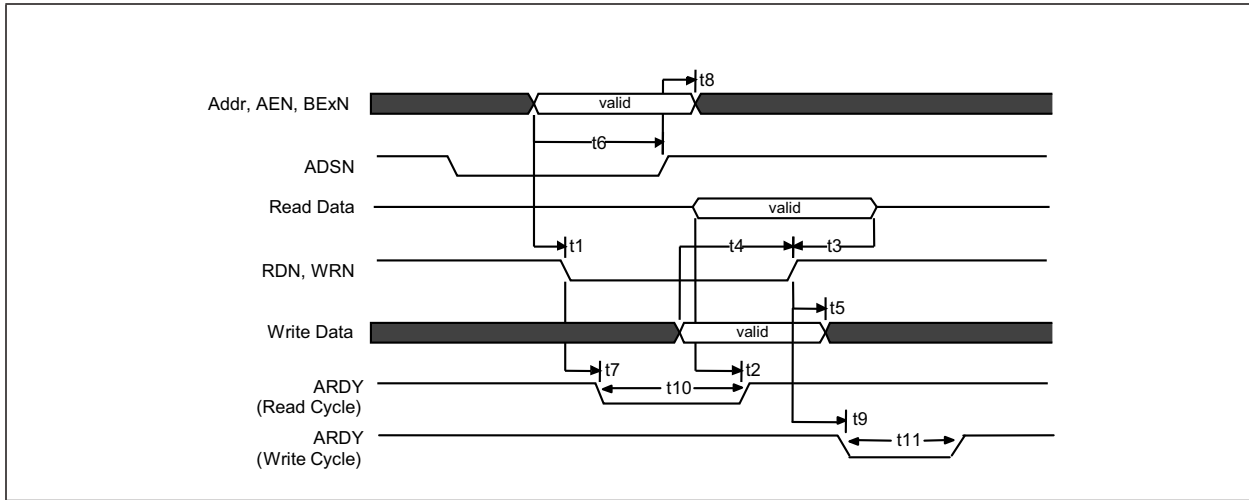 t8
Addr, AEN, BExN
valid
t6
ADSN
Read Data
valid
t1
t4
t3
RDN, WRN
t5
Write Data
valid
t7
t2
ARDY
(Read Cycle)
t10
t9
ARDY
(Write Cycle)
t11